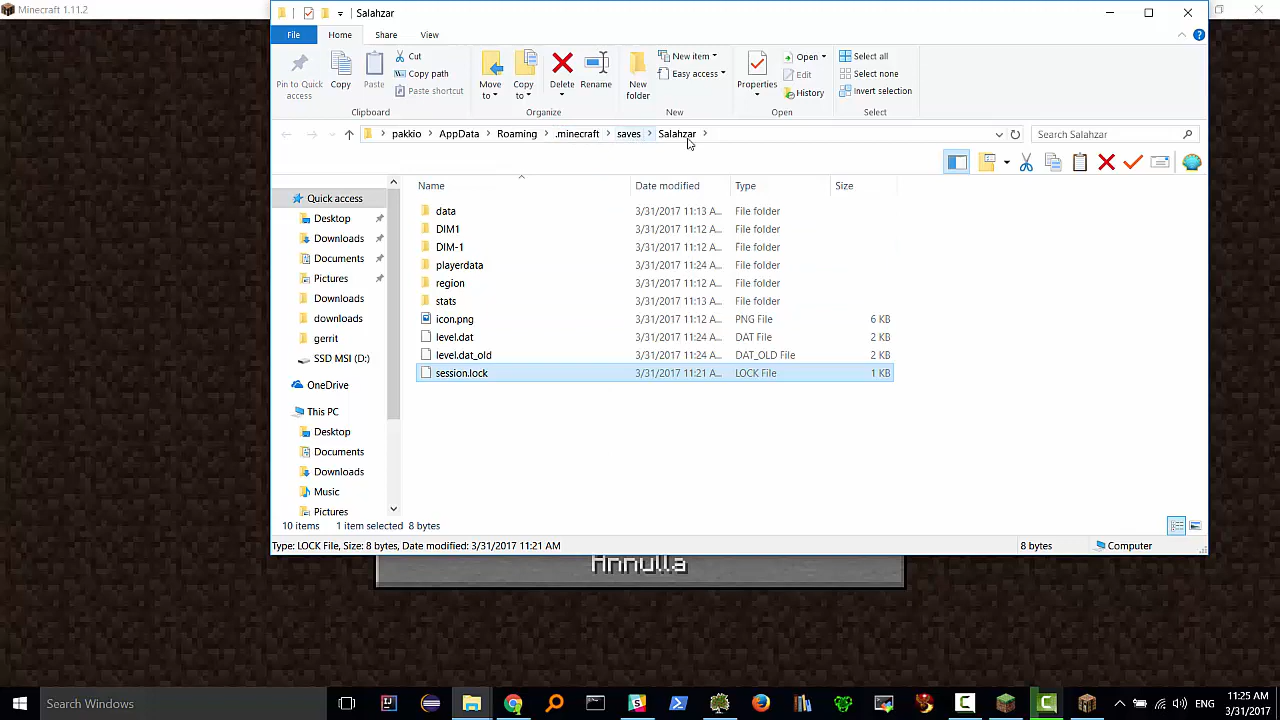 Minecraft 1.11.2
Salahzar
File
Home
Share
View
Pin to Quick access
Copy
Paste
Cut
Copy path
Paste shortcut
Clipboard
Move to
Copy to
Delete
Rename
Organize
New folder
New item
Easy access
New
Properties
Open
Edit
History
Open
Select all
Select none
Invert selection
Select
pakkio > AppData > Roaming > .minecraft > saves > Salahzar >
Search Salahzar
Quick access
Desktop
Downloads
Documents
Pictures
Downloads
downloads
gerrit
SSD MSI (D:)
OneDrive
This PC
Desktop
Documents
Downloads
Music
Pictures
Name Date modified Type Size
data 3/31/2017 11:13 A... File folder
DIM1 3/31/2017 11:12 A... File folder
DIM-1 3/31/2017 11:12 A... File folder
playerdata 3/31/2017 11:24 A... File folder
region 3/31/2017 11:12 A... File folder
stats 3/31/2017 11:13 A... File folder
icon.png 3/31/2017 11:12 A... PNG File 6 KB
level.dat 3/31/2017 11:24 A... DAT File 2 KB
level.dat_old 3/31/2017 11:24 A... DAT_OLD File 2 KB
session.lock 3/31/2017 11:21 A... LOCK File 1 KB
10 items 1 item selected 8 bytes
Type: LOCK File, Size: 8 bytes, Date modified: 3/31/2017 11:21 AM 8 bytes Computer
Annulla
Search Windows
ENG
11:25 AM
3/31/2017